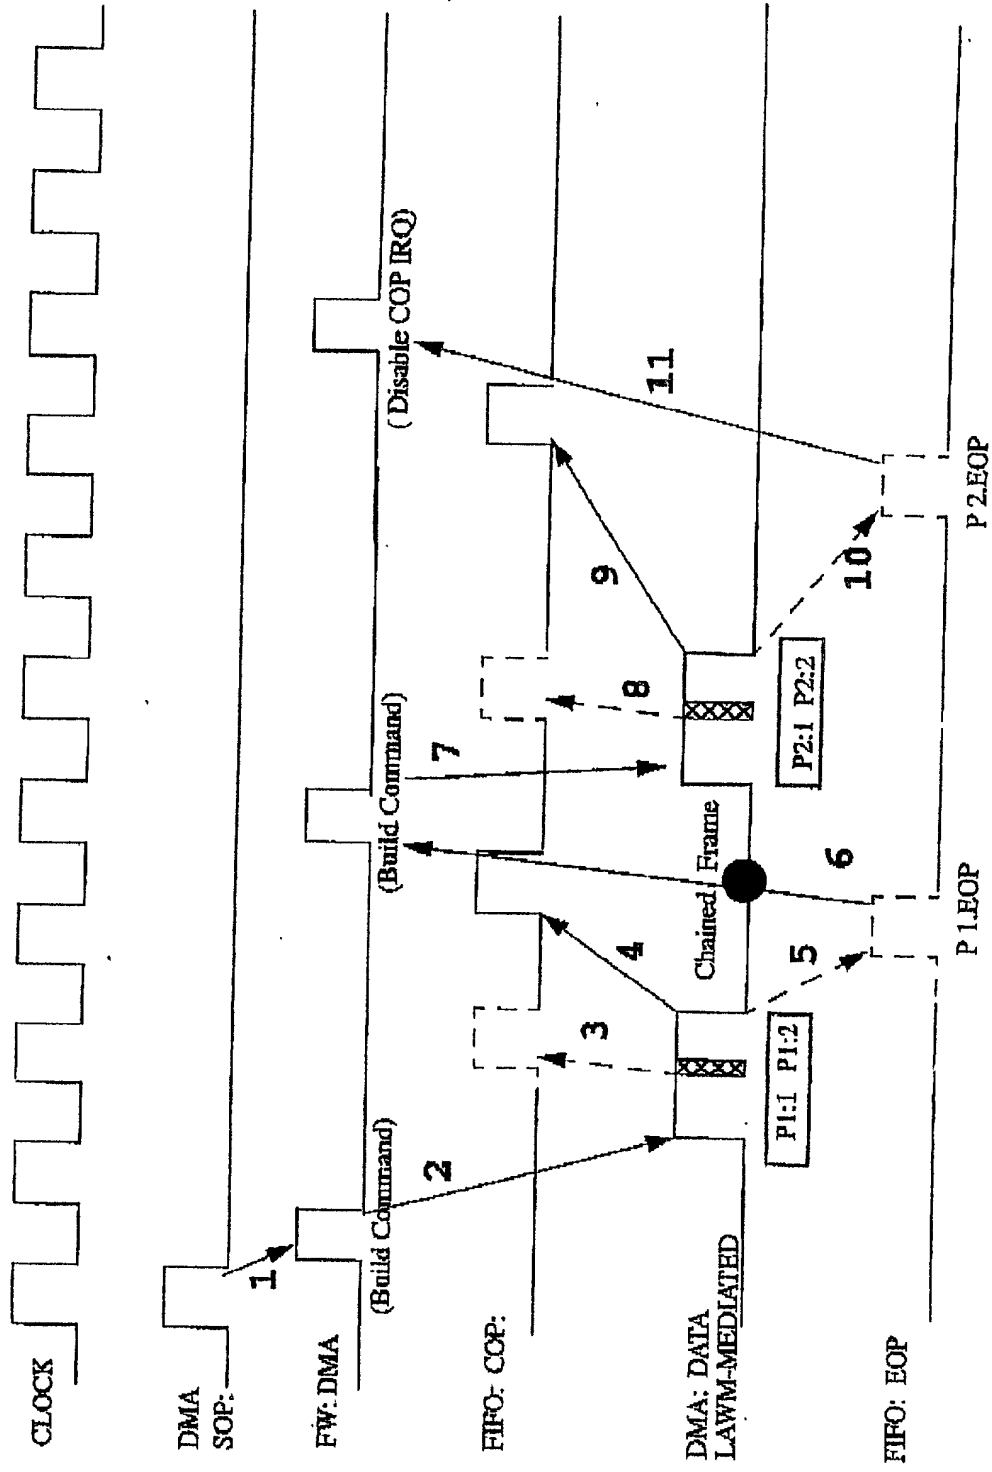 CLOCK
DMA
SOP:
1
FW: DMA
(Build Command)
(Build Command)
( Disable COP IRQ)
2
7
FIFO: COP:
3
4
8
9
11
DMA: DATA
LAWM-MEDIATED
Chained Frame
P1:1 P1:2
P2:1 P2:2
5
6
10
FIFO: EOP
P 1.EOP
P 2.EOP